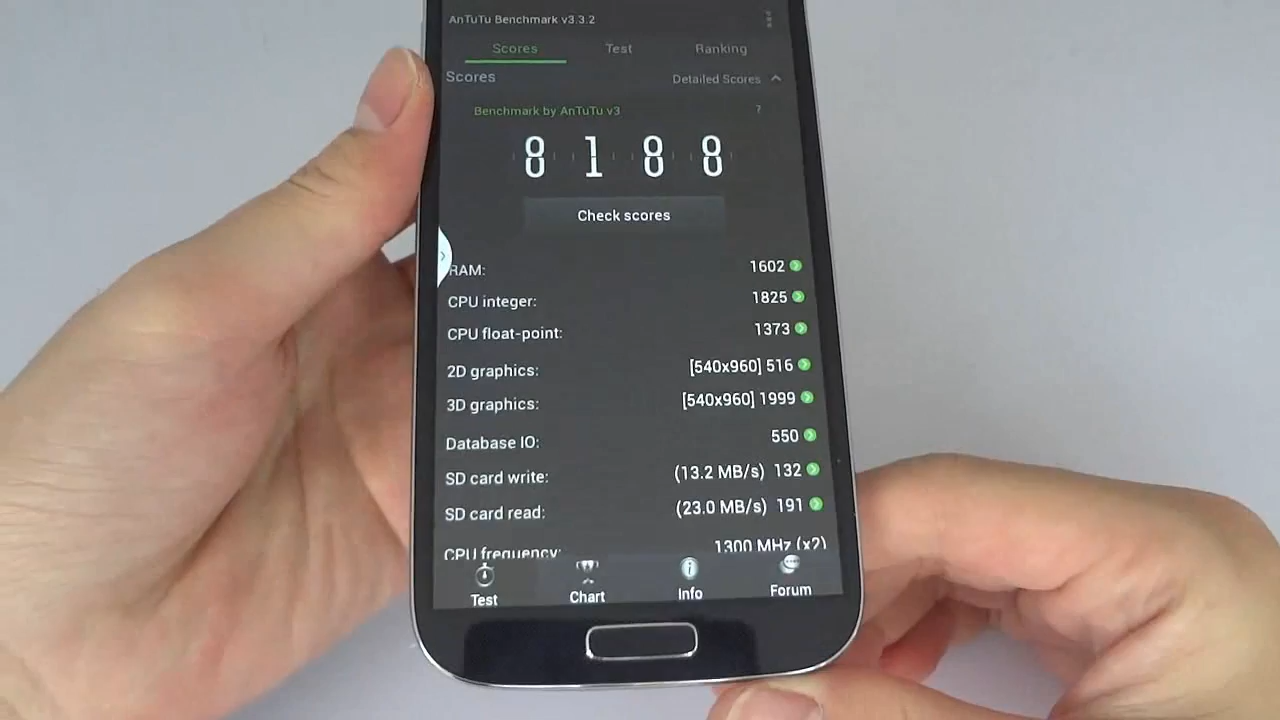 AnTuTu Benchmark v3.3.2
Scores Test Ranking
Scores Detailed Scores
Benchmark by AnTuTu v3 ?
8188
Check scores
RAM: 1602
CPU integer: 1825
CPU float-point: 1373
2D graphics: [540x960] 516
3D graphics: [540x960] 1999
Database IO: 550
SD card write: (13.2 MB/s) 132
SD card read: (23.0 MB/s) 191
CPU frequency: 1300 MHz (x2)
Test Chart Info Forum